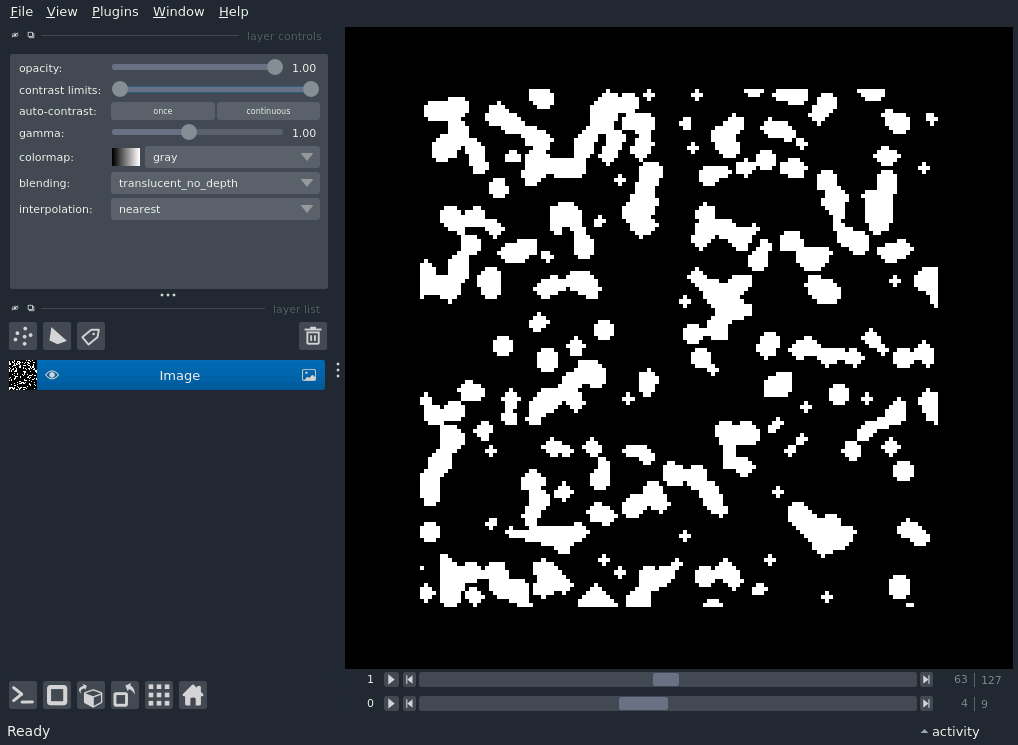 File View Plugins Window Help
layer controls
opacity: 1.00
contrast limits:
auto-contrast: once continuous
gamma: 1.00
colormap: gray
blending: translucent_no_depth
interpolation: nearest
layer list
Image
1 63 127
0 4 9
Ready activity